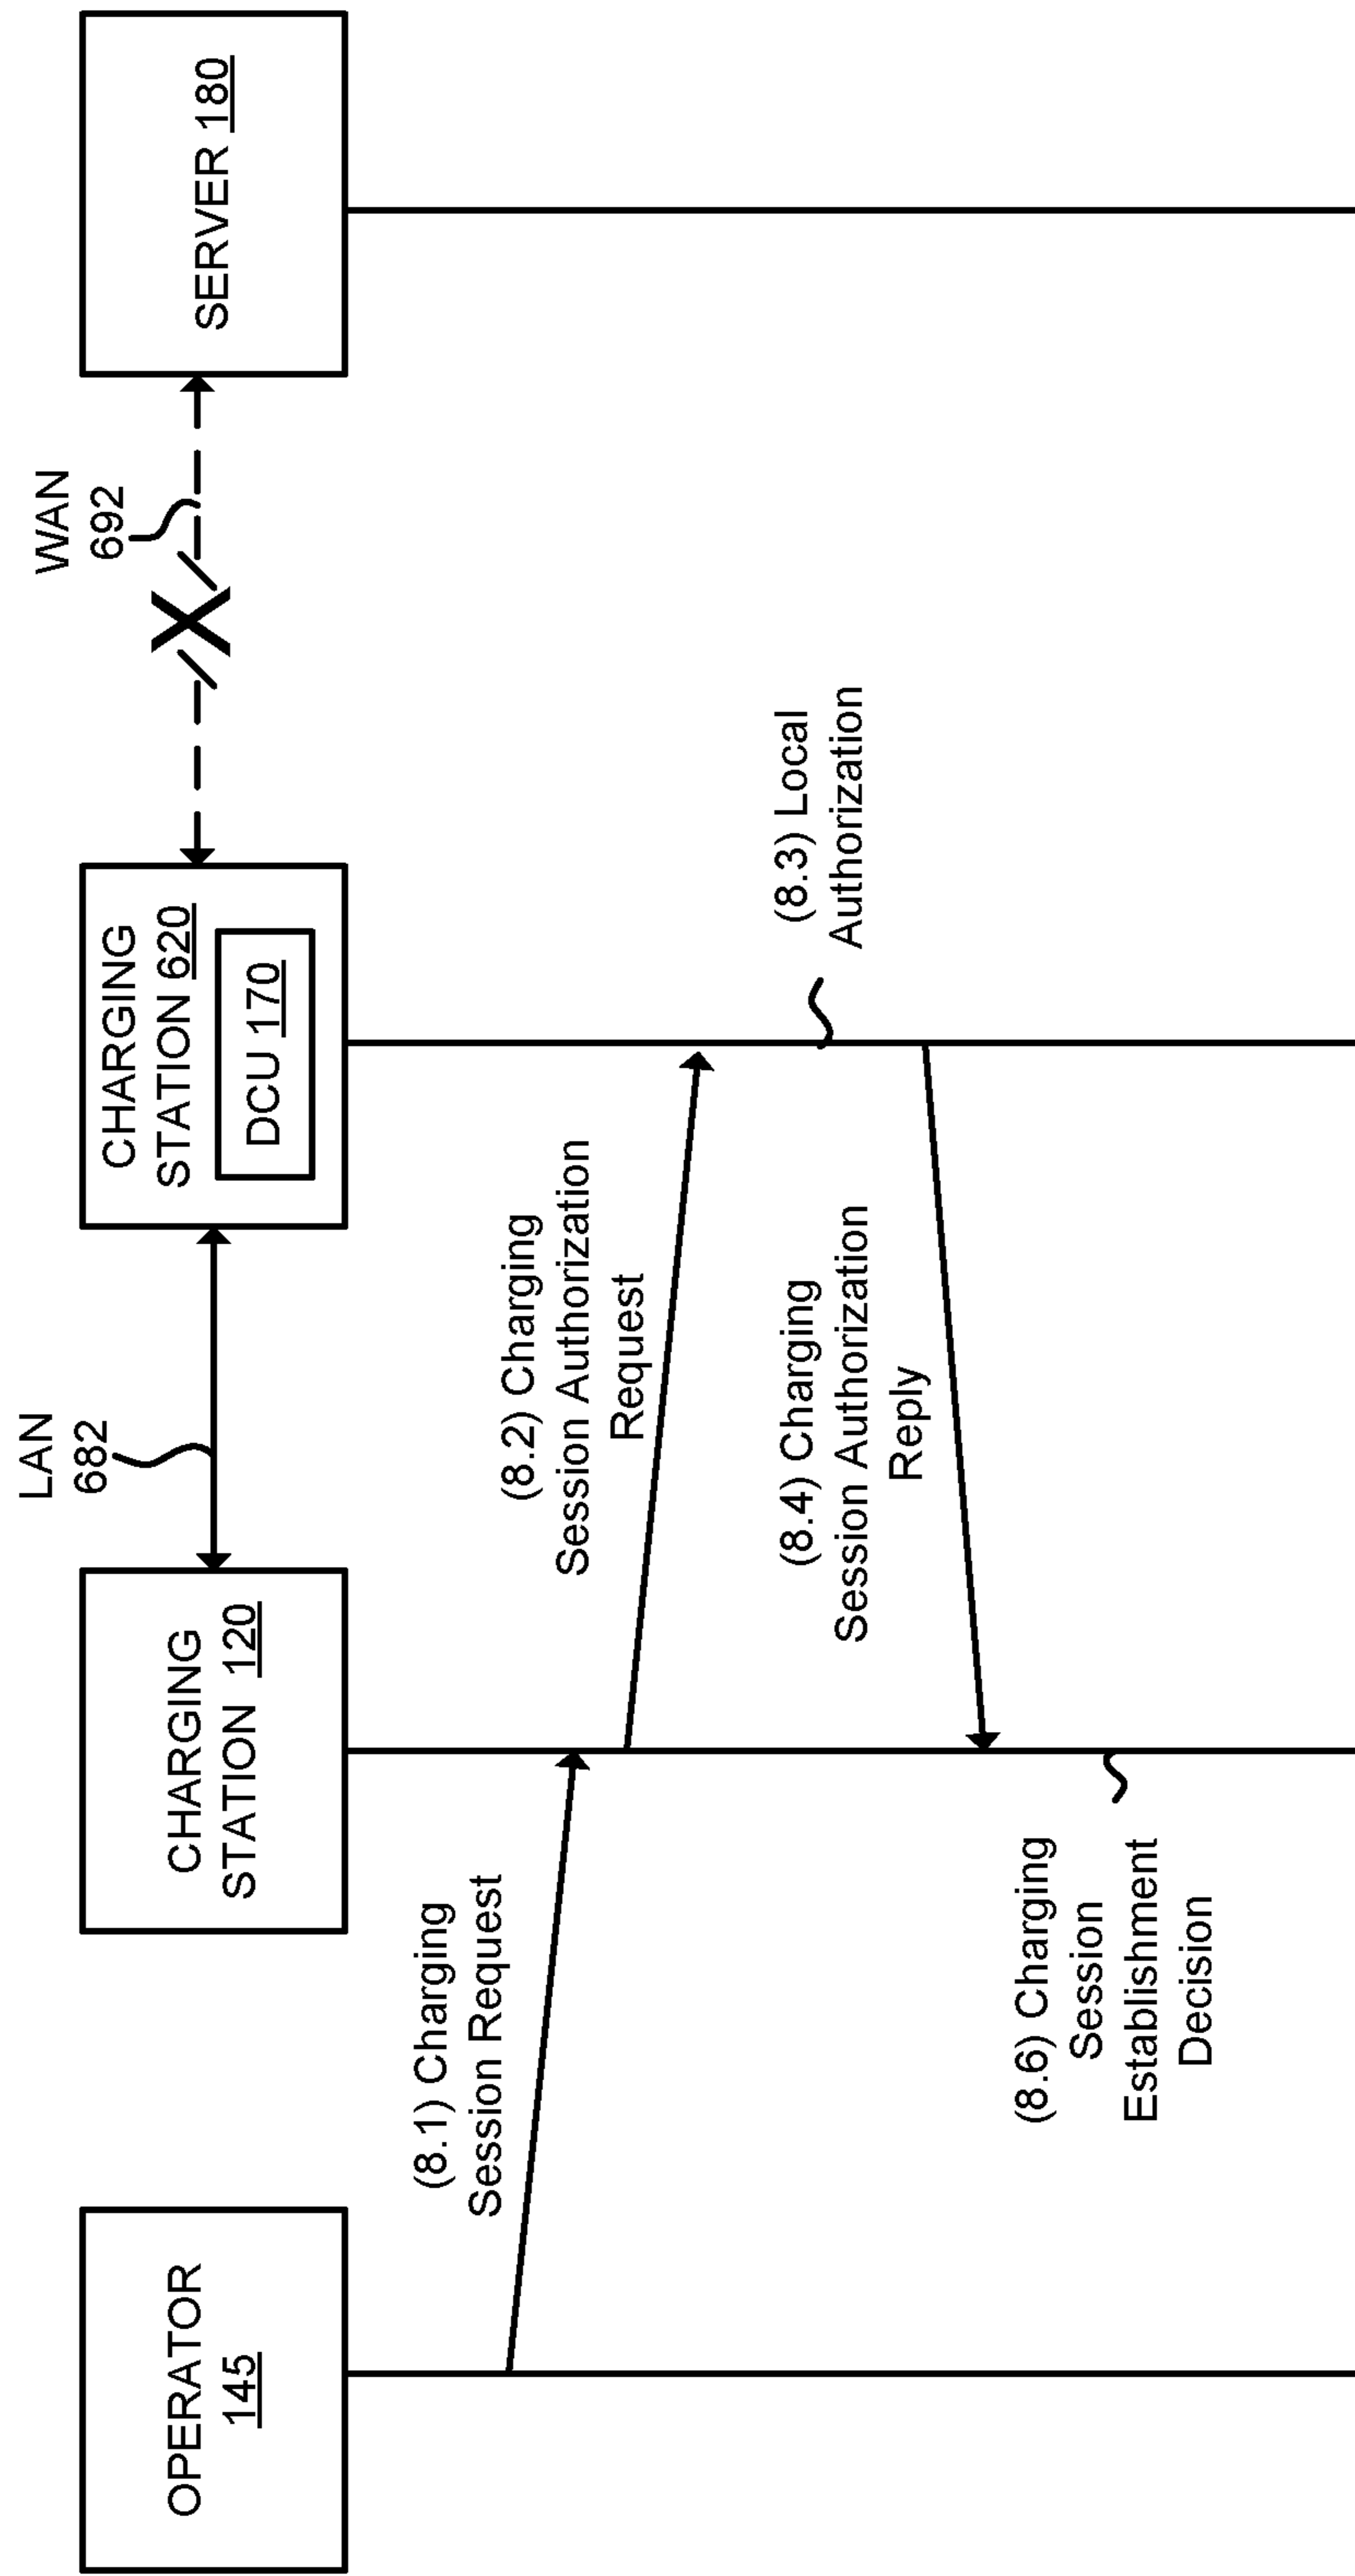 OPERATOR
145
CHARGING
STATION 120
LAN
682
CHARGING
STATION 620
DCU 170
WAN
692
SERVER 180
(8.1) Charging
Session Request
(8.2) Charging
Session Authorization
Request
(8.3) Local
Authorization
(8.4) Charging
Session Authorization
Reply
(8.6) Charging
Session
Establishment
Decision